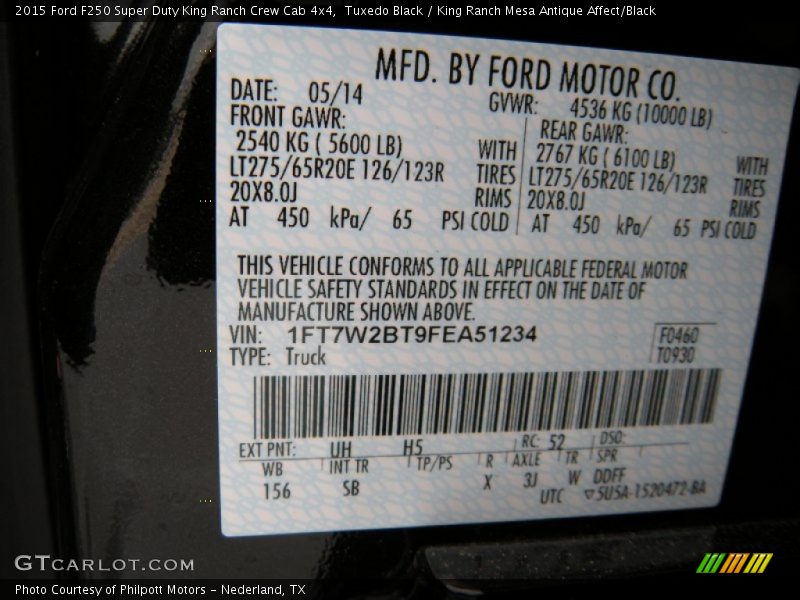 2015 Ford F250 Super Duty King Ranch Crew Cab 4x4,  Tuxedo Black / King Ranch Mesa Antique Affect/Black
MFD. BY FORD MOTOR CO.
DATE: 05/14 GVWR: 4536 KG (10000 LB)
FRONT GAWR: REAR GAWR:
2540 KG ( 5600 LB) WITH 2767 KG ( 6100 LB) WITH
LT275/65R20E 126/123R TIRES LT275/65R20E 126/123R TIRES
20X8.0J RIMS 20X8.0J RIMS
AT 450 kPa/ 65 PSI COLD AT 450 kPa/ 65 PSI COLD
THIS VEHICLE CONFORMS TO ALL APPLICABLE FEDERAL MOTOR
VEHICLE SAFETY STANDARDS IN EFFECT ON THE DATE OF
MANUFACTURE SHOWN ABOVE.
VIN: 1FT7W2BT9FEA51234 F0460
TYPE: Truck T0930
EXT PNT: UH H5 RC: 52 DSO:
WB INT TR TP/PS R AXLE TR SPR
156 SB X 3J W DDFF
UTC ▽5U5A-1520472-BA
GTCARLOT.COM
Photo Courtesy of Philpott Motors - Nederland, TX